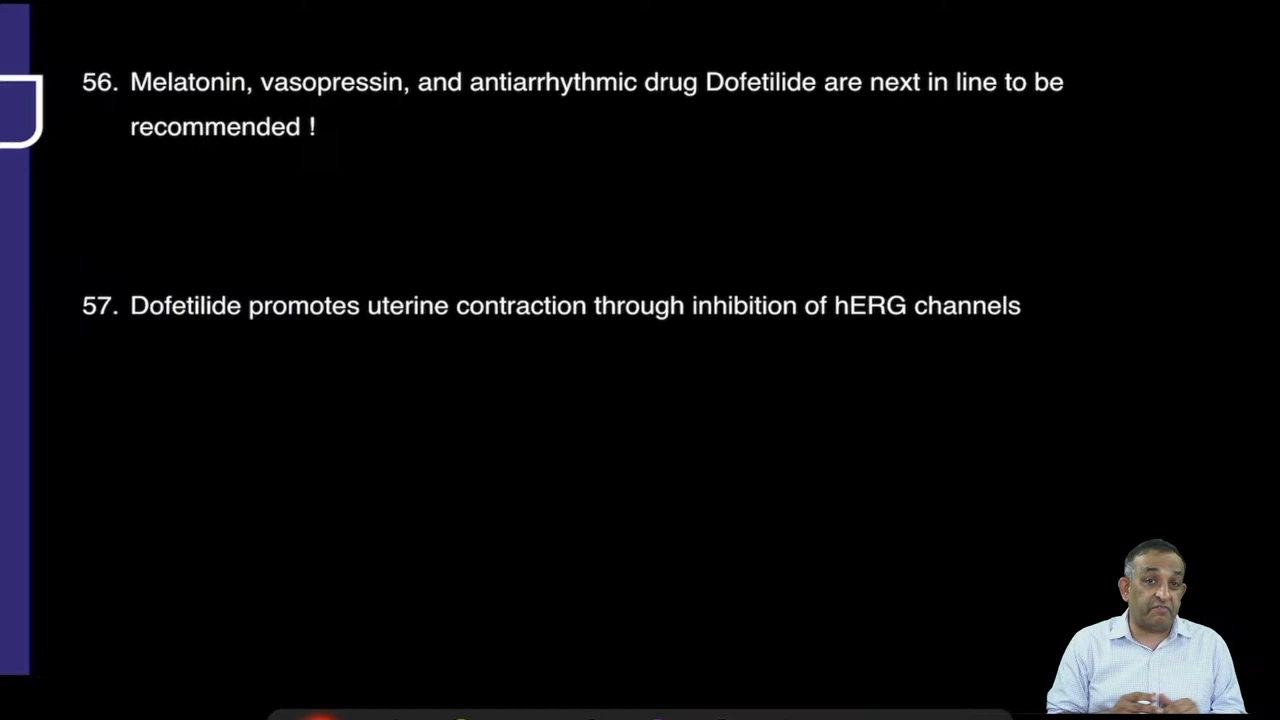 56. Melatonin, vasopressin, and antiarrhythmic drug Dofetilide are next in line to be
recommended !
57. Dofetilide promotes uterine contraction through inhibition of hERG channels